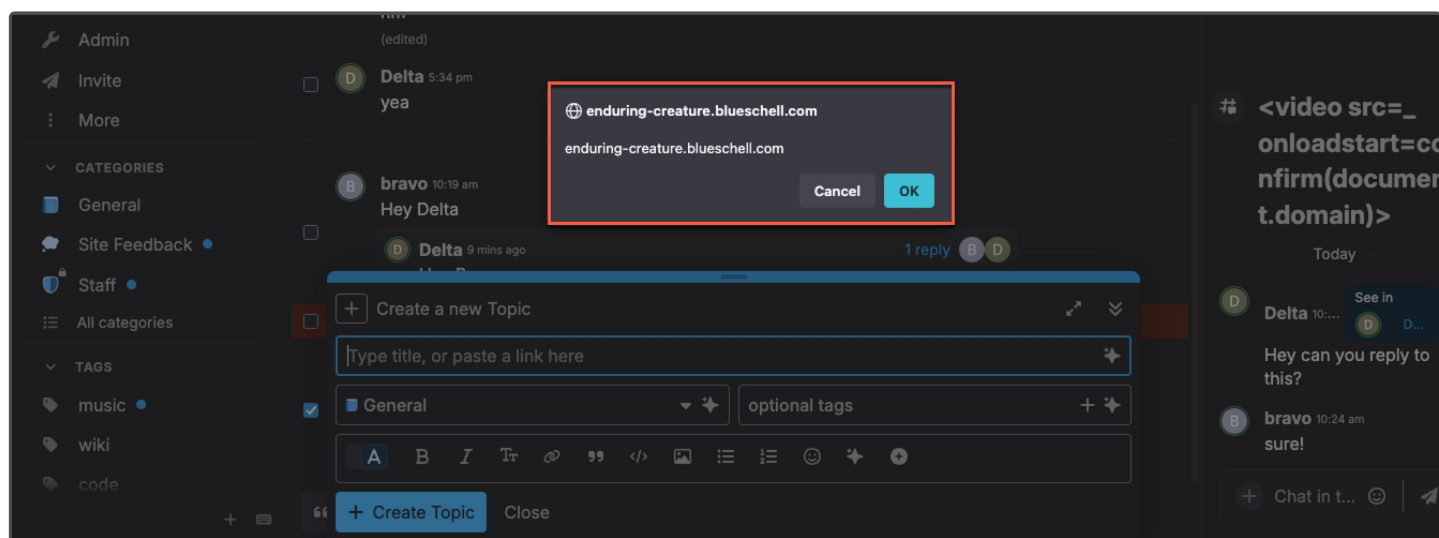 Admin
Invite
More
CATEGORIES
General
Site Feedback
Staff
All categories
TAGS
music
wiki
code
(edited)
Delta 5:34 pm
yea
bravo 10:19 am
Hey Delta
Delta 9 mins ago
1 reply B D
enduring-creature.blueschell.com
enduring-creature.blueschell.com
Cancel OK
Create a new Topic
Type title, or paste a link here
General
optional tags
A B I Tт
+ Create Topic Close
<video src=_
onloadstart=co
nfirm(documen
t.domain)>
Today
Delta 10:...
See in
D D...
Hey can you reply to
this?
bravo 10:24 am
sure!
Chat in t...